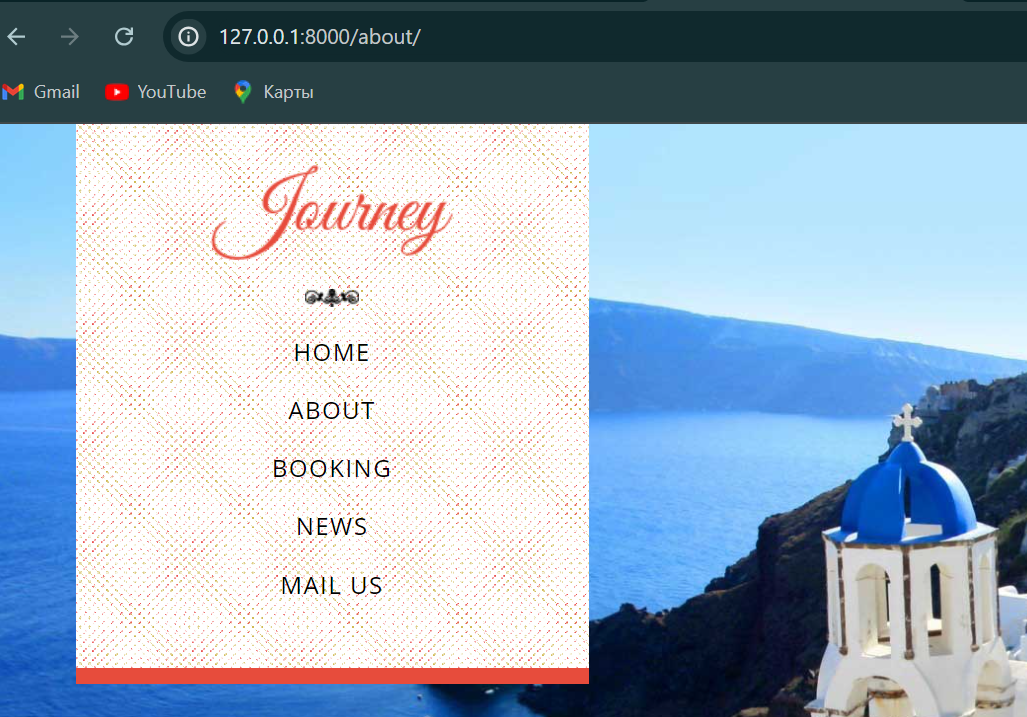 127.0.0.1:8000/about/
Gmail YouTube Карты
Journey
HOME
ABOUT
BOOKING
NEWS
MAIL US